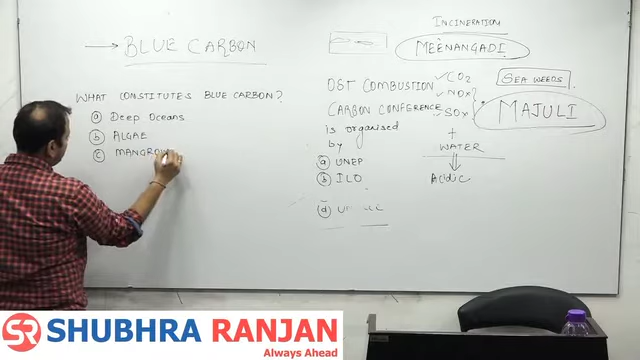 BLUE CARBON
WHAT CONSTITUTES BLUE CARBON?
(a) Deep Oceans
(b) ALGAE
(c) MANGROV
INCINERATION
MEENANGADI
COMBUSTION CO2
NOX
SOX
+
WATER
Acidic
SEA WEEDS
MAJULI
CARBON CONFERENCE
is organised
by
(a) UNEP
(b) ILO
(d)
SR SHUBHRA RANJAN
Always Ahead